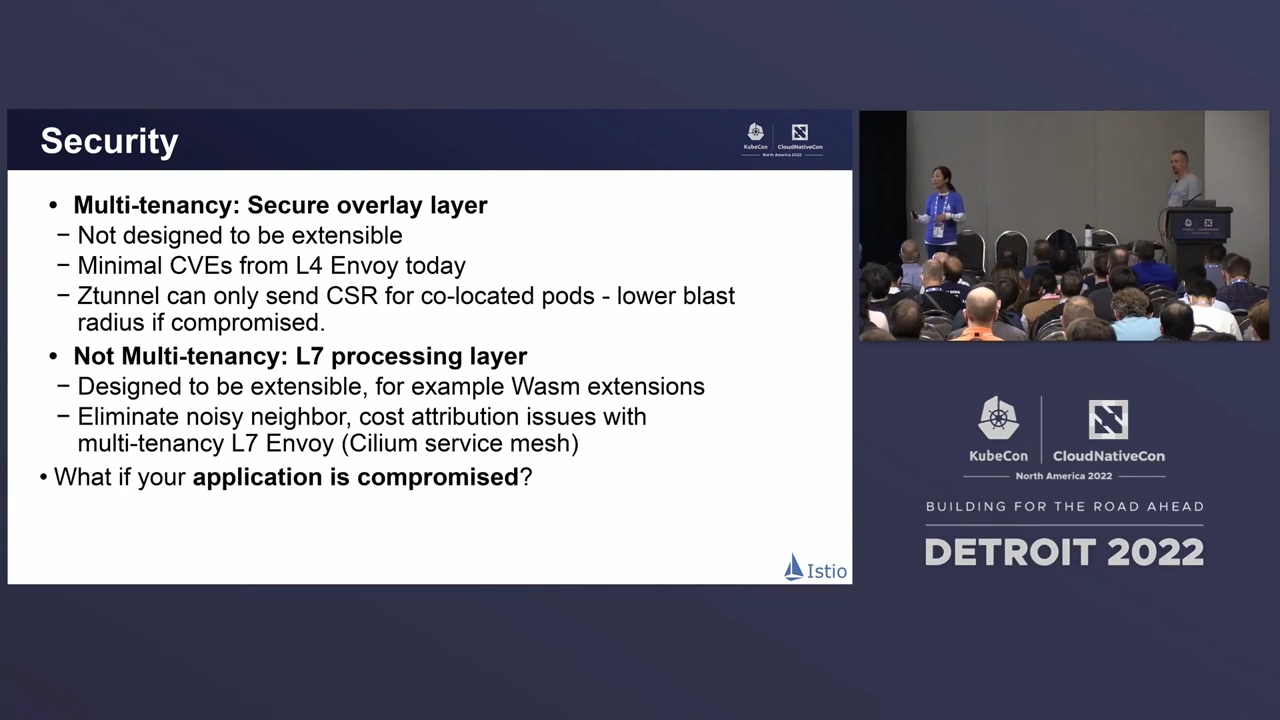 Security
KubeCon
CloudNativeCon
North America 2022
• Multi-tenancy: Secure overlay layer
− Not designed to be extensible
− Minimal CVEs from L4 Envoy today
− Ztunnel can only send CSR for co-located pods - lower blast
radius if compromised.
• Not Multi-tenancy: L7 processing layer
− Designed to be extensible, for example Wasm extensions
− Eliminate noisy neighbor, cost attribution issues with
multi-tenancy L7 Envoy (Cilium service mesh)
• What if your application is compromised?
Istio
KubeCon
CloudNativeCon
North America 2022
BUILDING FOR THE ROAD AHEAD
DETROIT 2022